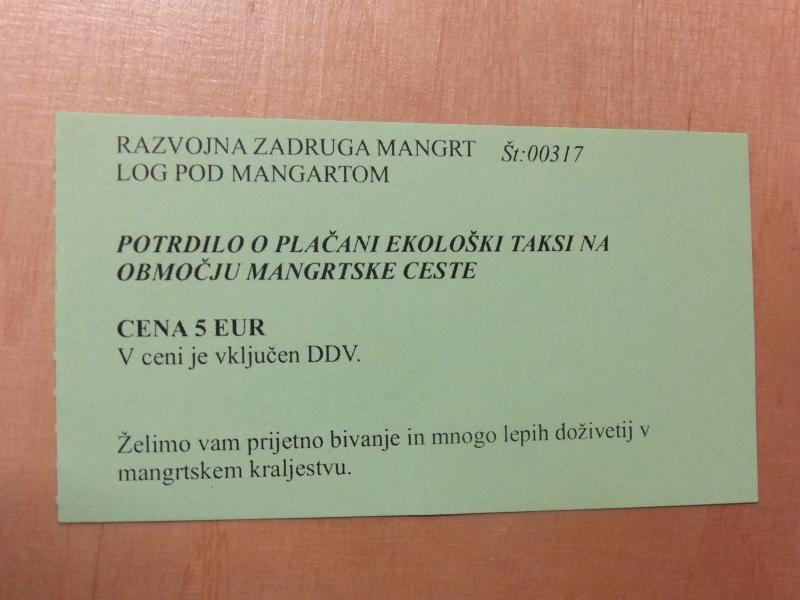 RAZVOJNA ZADRUGA MANGRT Št:00317
LOG POD MANGARTOM
POTRDILO O PLAČANI EKOLOŠKI TAKSI NA
OBMOČJU MANGRTSKE CESTE
CENA 5 EUR
V ceni je vključen DDV.
Želimo vam prijetno bivanje in mnogo lepih doživetij v
mangrtskem kraljestvu.